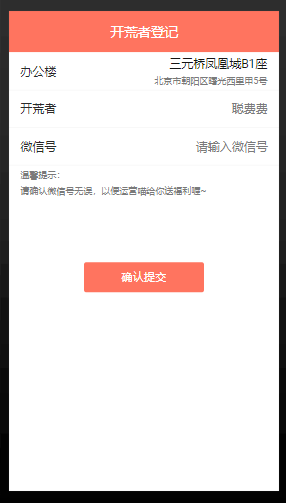 开荒者登记
办公楼
三元桥凤凰城B1座
北京市朝阳区曙光西里甲5号
开荒者
聪费费
微信号
请输入微信号
温馨提示:
请确认微信号无误，以便运营喵给你送福利喔~
确认提交